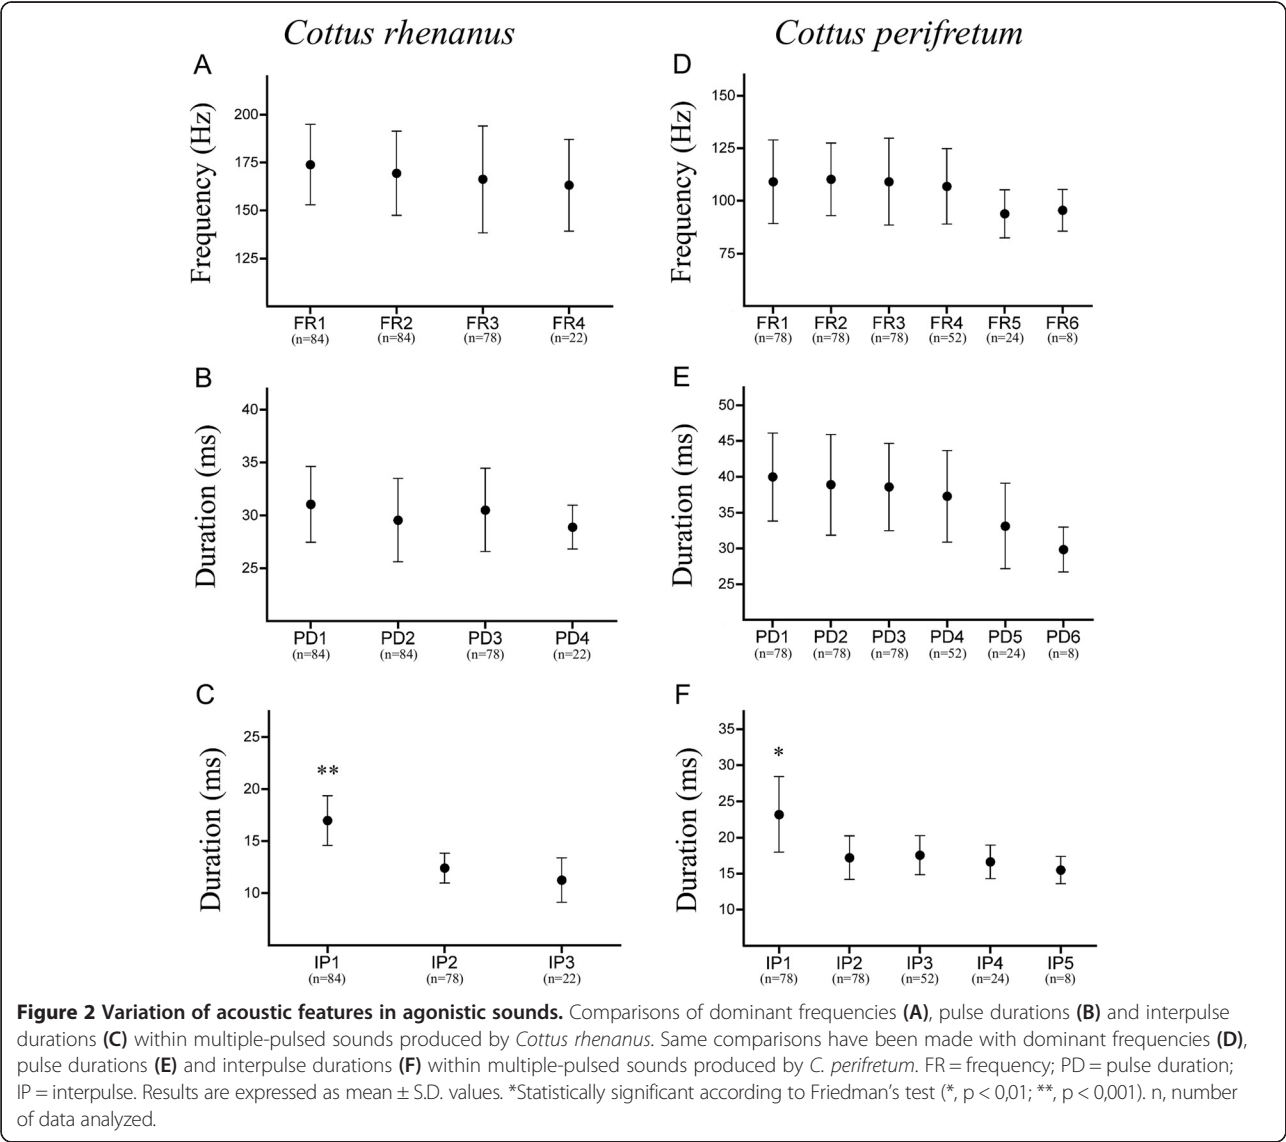 Cottus rhenanus
Cottus perifretum
A
Frequency (Hz)
200
175
150
125
FR1 FR2 FR3 FR4
(n=84) (n=84) (n=78) (n=22)
D
Frequency (Hz)
150
125
100
75
FR1 FR2 FR3 FR4 FR5 FR6
(n=78) (n=78) (n=78) (n=52) (n=24) (n=8)
B
Duration (ms)
40
35
30
25
PD1 PD2 PD3 PD4
(n=84) (n=84) (n=78) (n=22)
E
Duration (ms)
50
45
40
35
30
25
PD1 PD2 PD3 PD4 PD5 PD6
(n=78) (n=78) (n=78) (n=52) (n=24) (n=8)
C
Duration (ms)
25
20
15
10
**
IP1 IP2 IP3
(n=84) (n=78) (n=22)
F
Duration (ms)
35
30
25
20
15
10
*
IP1 IP2 IP3 IP4 IP5
(n=78) (n=78) (n=52) (n=24) (n=8)
Figure 2 Variation of acoustic features in agonistic sounds. Comparisons of dominant frequencies (A), pulse durations (B) and interpulse
durations (C) within multiple-pulsed sounds produced by Cottus rhenanus. Same comparisons have been made with dominant frequencies (D),
pulse durations (E) and interpulse durations (F) within multiple-pulsed sounds produced by C. perifretum. FR = frequency; PD = pulse duration;
IP = interpulse. Results are expressed as mean ± S.D. values. *Statistically significant according to Friedman's test (*, p < 0,01; **, p < 0,001). n, number
of data analyzed.